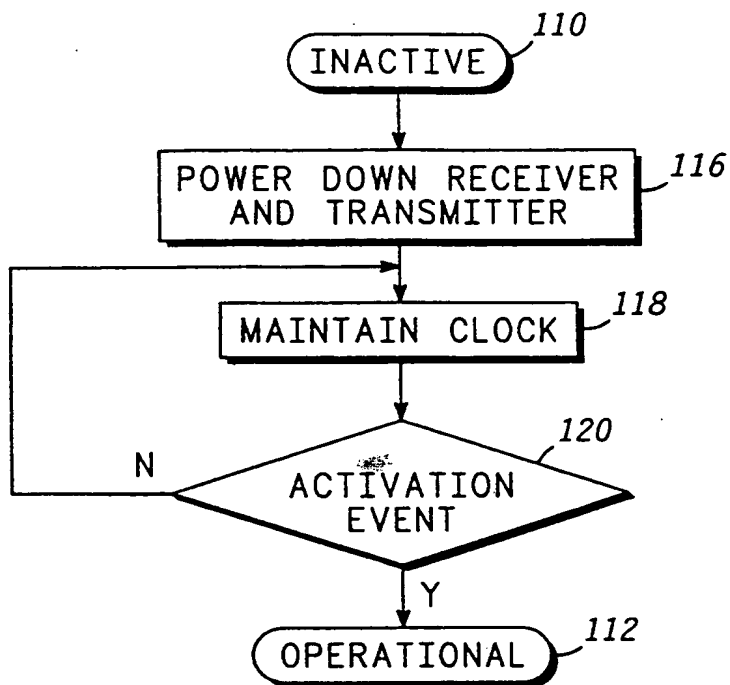 INACTIVE
110
POWER DOWN RECEIVER
AND TRANSMITTER
116
MAINTAIN CLOCK
118
ACTIVATION
EVENT
120
N
Y
OPERATIONAL
112